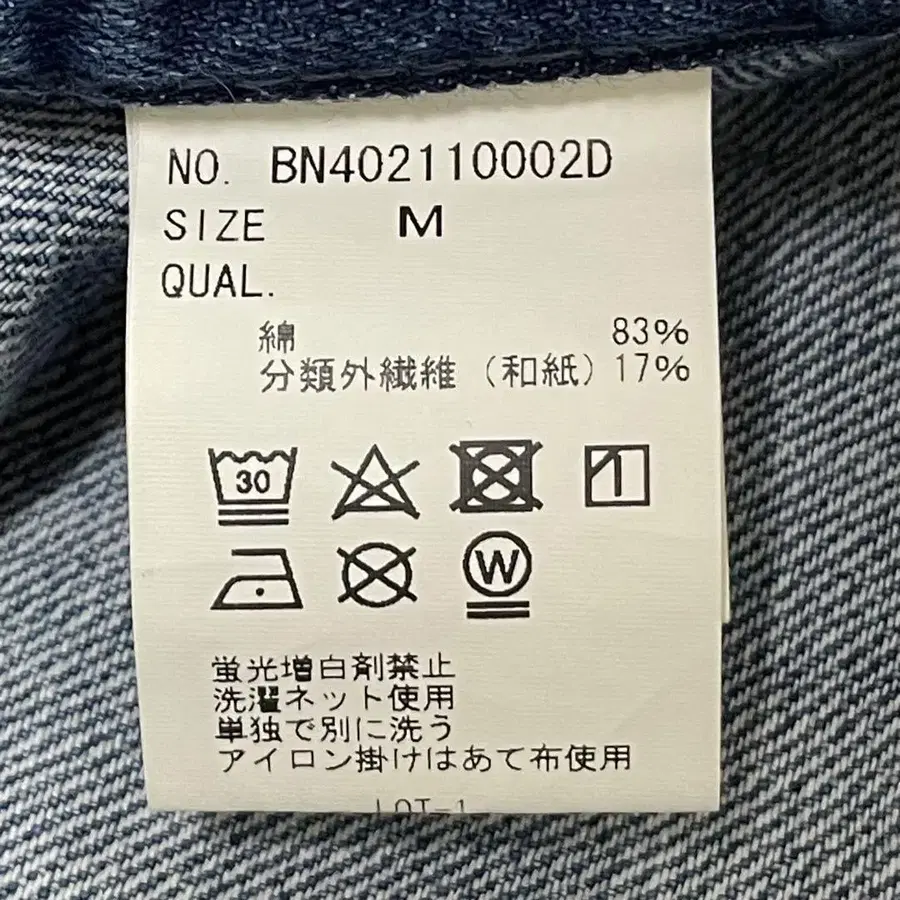 NO. BN402110002D
SIZE M
QUAL.
綿 83%
分類外繊維（和紙）17%
30
W
蛍光増白剤禁止
洗濯ネット使用
単独で別に洗う
アイロン掛けはあて布使用
LOT-1